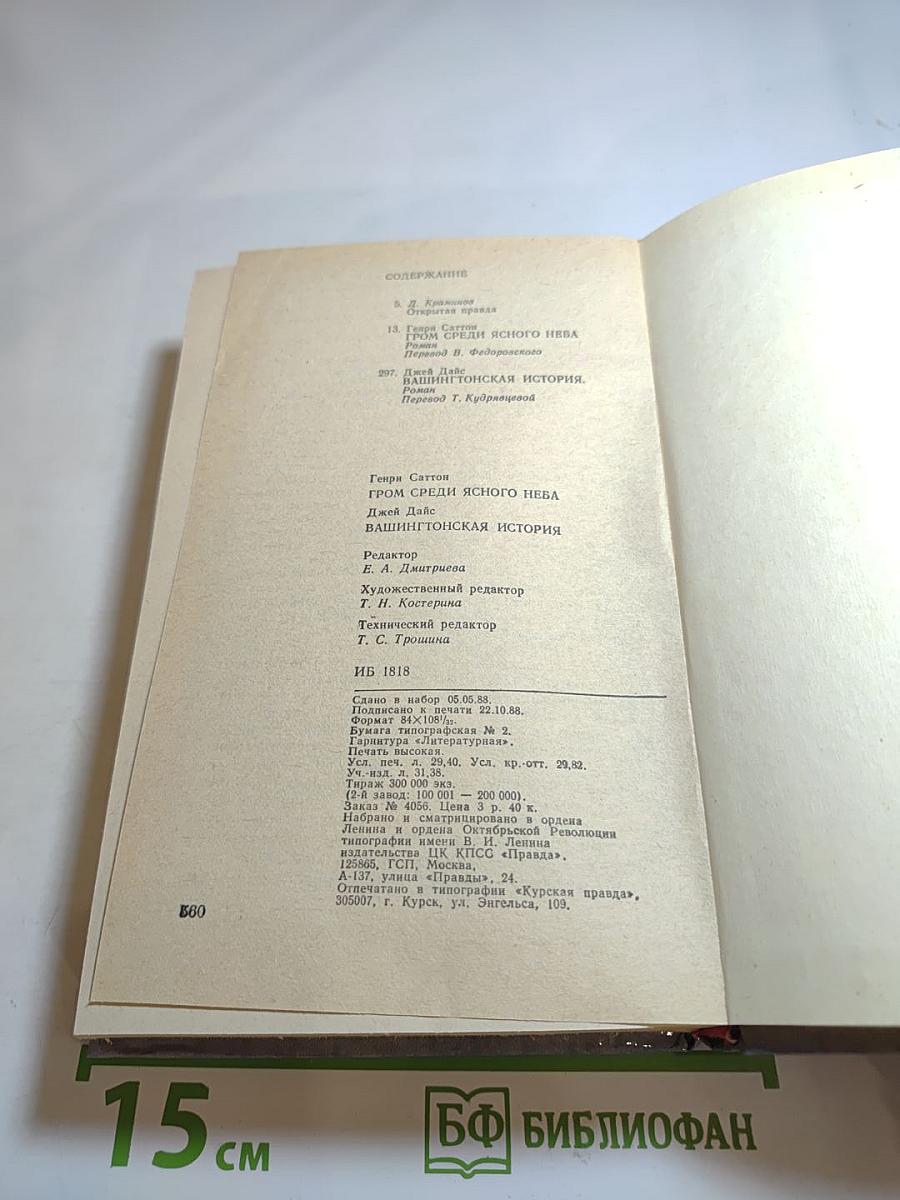 СОДЕРЖАНИЕ
5. Д. Краминов
Открытая правда
13. Генри Саттон
ГРОМ СРЕДИ ЯСНОГО НЕБА
Роман
Перевод В. Федоровского
297. Джей Дайс
ВАШИНГТОНСКАЯ ИСТОРИЯ.
Роман
Перевод Т. Кудрявцевой
Генри Саттон
ГРОМ СРЕДИ ЯСНОГО НЕБА
Джей Дайс
ВАШИНГТОНСКАЯ ИСТОРИЯ
Редактор
Е. А. Дмитриева
Художественный редактор
Т. Н. Костерина
Технический редактор
Т. С. Трошина
ИБ 1818
Сдано в набор 05.05.88.
Подписано к печати 22.10.88.
Формат 84×108¹/₃₂.
Бумага типографская № 2.
Гарнитура «Литературная».
Печать высокая.
Усл. печ. л. 29,40. Усл. кр.-отт. 29,82.
Уч.-изд. л. 31,38.
Тираж 300 000 экз.
(2-й завод: 100 001 — 200 000).
Заказ № 4056. Цена 3 р. 40 к.
Набрано и сматрицировано в ордена
Ленина и ордена Октябрьской Революции
типографии имени В. И. Ленина
издательства ЦК КПСС «Правда».
125865, ГСП, Москва,
А-137, улица «Правды», 24.
Отпечатано в типографии «Курская правда»,
305007, г. Курск, ул. Энгельса, 109.
560
15 см
БФ БИБЛИОФАН